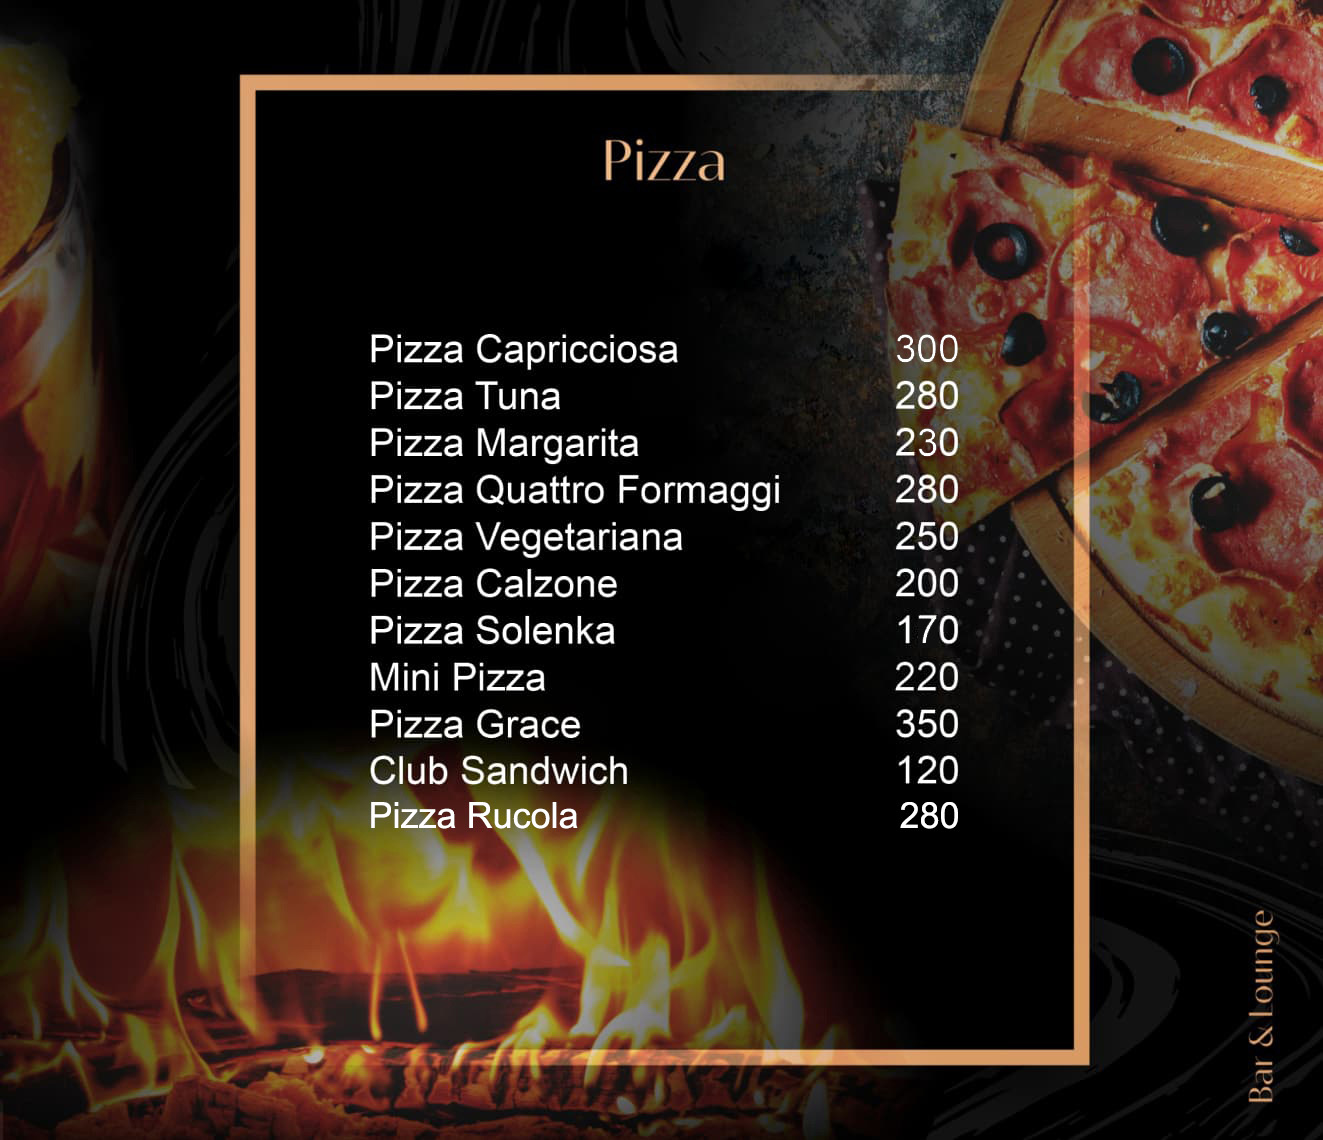 Pizza
Pizza Capricciosa 300
Pizza Tuna 280
Pizza Margarita 230
Pizza Quattro Formaggi 280
Pizza Vegetariana 250
Pizza Calzone 200
Pizza Solenka 170
Mini Pizza 220
Pizza Grace 350
Club Sandwich 120
Pizza Rucola 280
Bar & Lounge